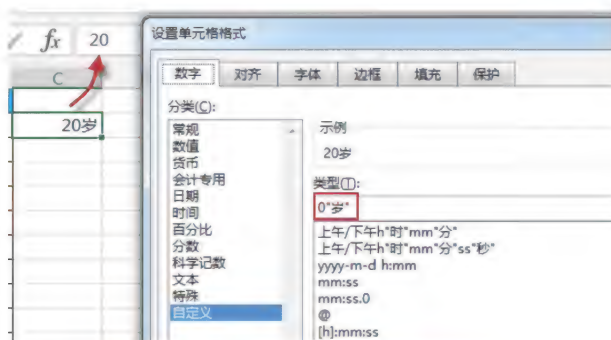 fx 20
设置单元格格式
C
20岁
数字 对齐 字体 边框 填充 保护
分类(C):
常规
数值
货币
会计专用
日期
时间
百分比
分数
科学记数
文本
特殊
自定义
示例
20岁
类型(T):
0"岁"
上午/下午h"时"mm"分"
上午/下午h"时"mm"分"ss"秒"
yyyy-m-d h:mm
mm:ss
mm:ss.0
@
[h]:mm:ss